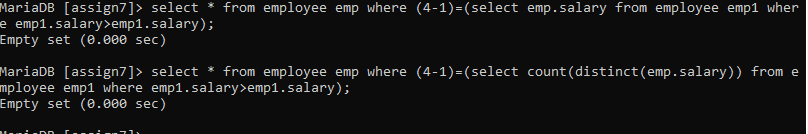 MariaDB [assign7]> select * from employee emp where (4-1)=(select emp.salary from employee emp1 wher
e emp1.salary>emp1.salary);
Empty set (0.000 sec)
MariaDB [assign7]> select * from employee emp where (4-1)=(select count(distinct(emp.salary)) from e
mployee emp1 where emp1.salary>emp1.salary);
Empty set (0.000 sec)
MariaDB [assign7]>